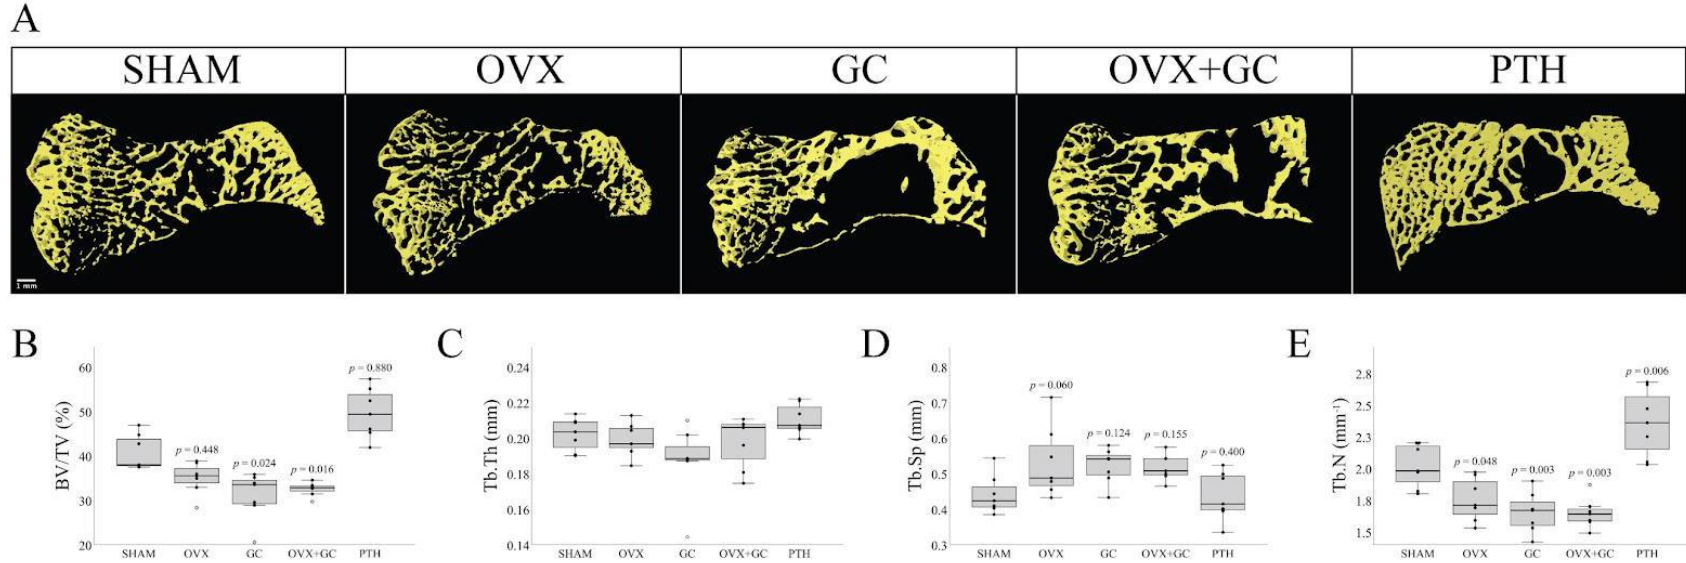 A
SHAM OVX GC OVX+GC PTH
1 mm
B
BV/TV (%)
60
50
40
30
20
p = 0.448
p = 0.024
p = 0.016
p = 0.880
SHAM OVX GC OVX+GC PTH
C
Tb.Th (mm)
0.24
0.22
0.20
0.18
0.16
0.14
SHAM OVX GC OVX+GC PTH
D
Tb.Sp (mm)
0.8
0.7
0.6
0.5
0.4
0.3
p = 0.060
p = 0.124
p = 0.155
p = 0.400
SHAM OVX GC OVX+GC PTH
E
Tb.N (mm⁻¹)
2.8
2.5
2.3
2.0
1.8
1.5
p = 0.048
p = 0.003
p = 0.003
p = 0.006
SHAM OVX GC OVX+GC PTH